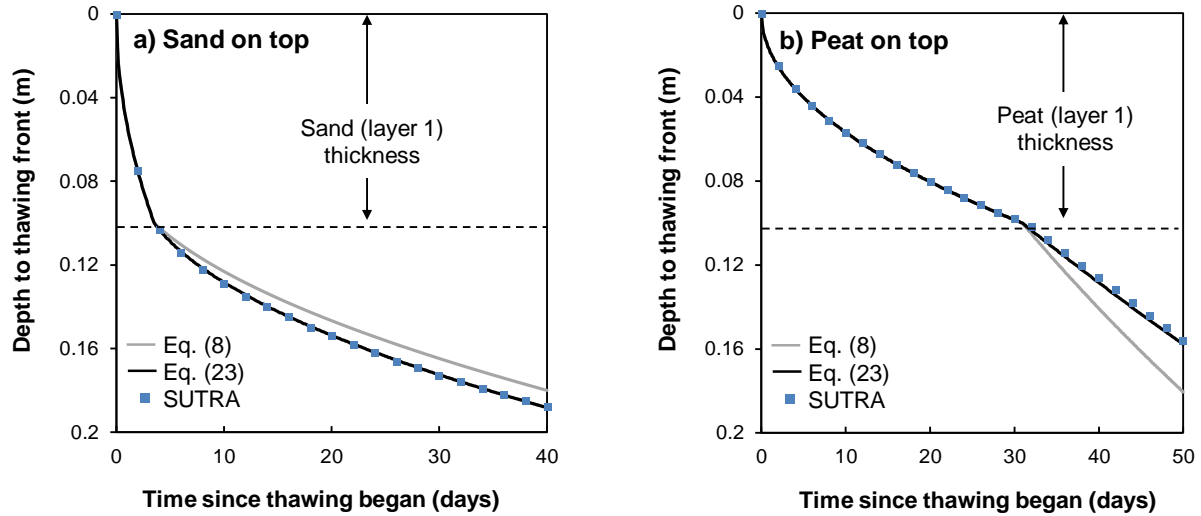 a) Sand on top
Depth to thawing front (m)
0
0.04
0.08
0.12
0.16
0.2
Sand (layer 1)
thickness
Eq. (8)
Eq. (23)
SUTRA
0 10 20 30 40
Time since thawing began (days)
b) Peat on top
Depth to thawing front (m)
0
0.04
0.08
0.12
0.16
0.2
Peat (layer 1)
thickness
Eq. (8)
Eq. (23)
SUTRA
0 10 20 30 40 50
Time since thawing began (days)